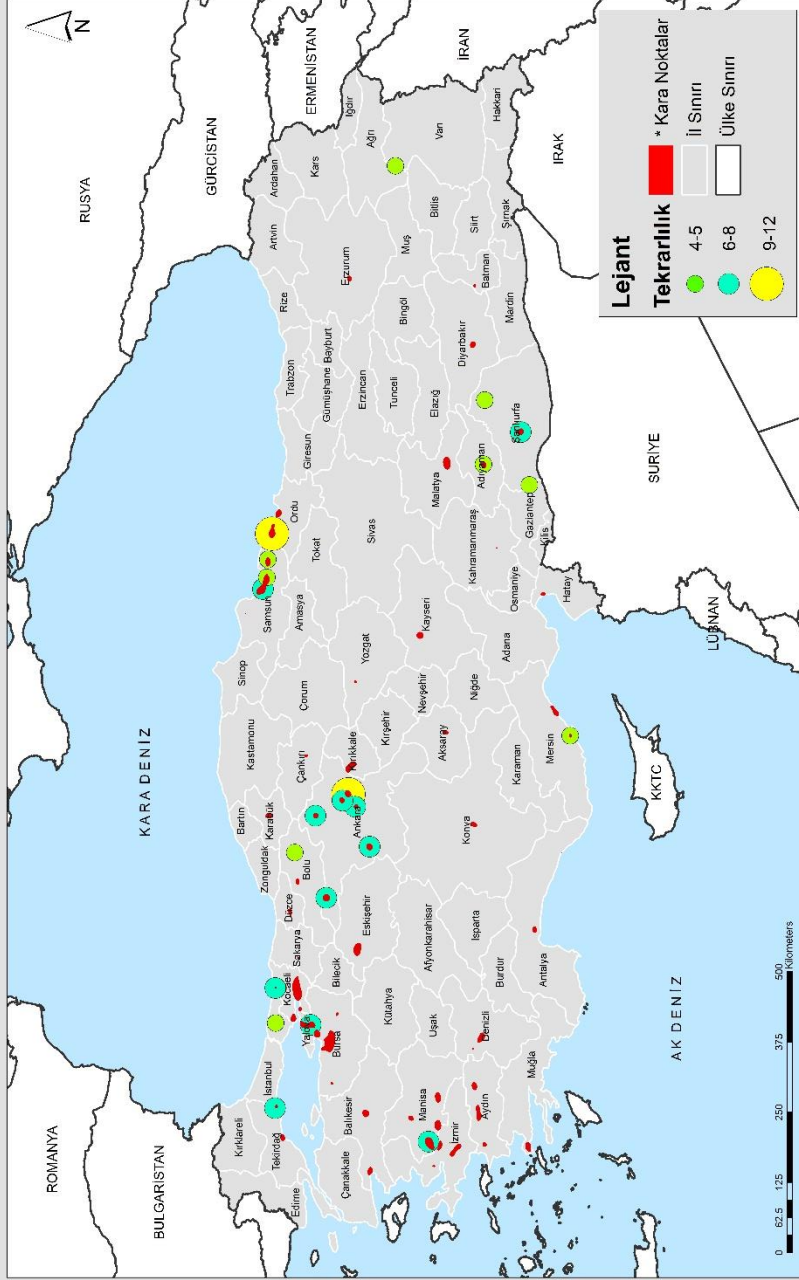 N
ROMANYA
BULGARİSTAN
RUSYA
GÜRCİSTAN
ERMENİSTAN
İRAN
IRAK
SURİYE
LÜBNAN
KKTC
KARADENİZ
AK DENİZ
Kırklareli
Edirne
Tekirdağ
İstanbul
Kocaeli
Yalova
Sakarya
Düzce
Zonguldak
Bartın
Karabük
Kastamonu
Sinop
Samsun
Ordu
Giresun
Trabzon
Rize
Artvin
Ardahan
Kars
Iğdır
Ağrı
Çanakkale
Balıkesir
Bursa
Bilecik
Eskişehir
Bolu
Ankara
Çankırı
Kırıkkale
Çorum
Amasya
Tokat
Yozgat
Kırşehir
Sivas
Gümüşhane
Bayburt
Erzincan
Erzurum
Tunceli
Bingöl
Muş
Bitlis
Van
Hakkari
Şırnak
Siirt
Batman
Mardin
Diyarbakır
Elazığ
Malatya
Adıyaman
Şanlıurfa
Gaziantep
Kilis
Kahramanmaraş
Osmaniye
Hatay
Adana
Kayseri
Nevşehir
Niğde
Aksaray
Konya
Karaman
Mersin
Antalya
Isparta
Burdur
Afyonkarahisar
Kütahya
Uşak
Manisa
İzmir
Aydın
Denizli
Muğla
Lejant
Tekrarlılık
4-5
6-8
9-12
* Kara Noktalar
İl Sınırı
Ülke Sınırı
0 62.5 125 250 375 500
Kilometers